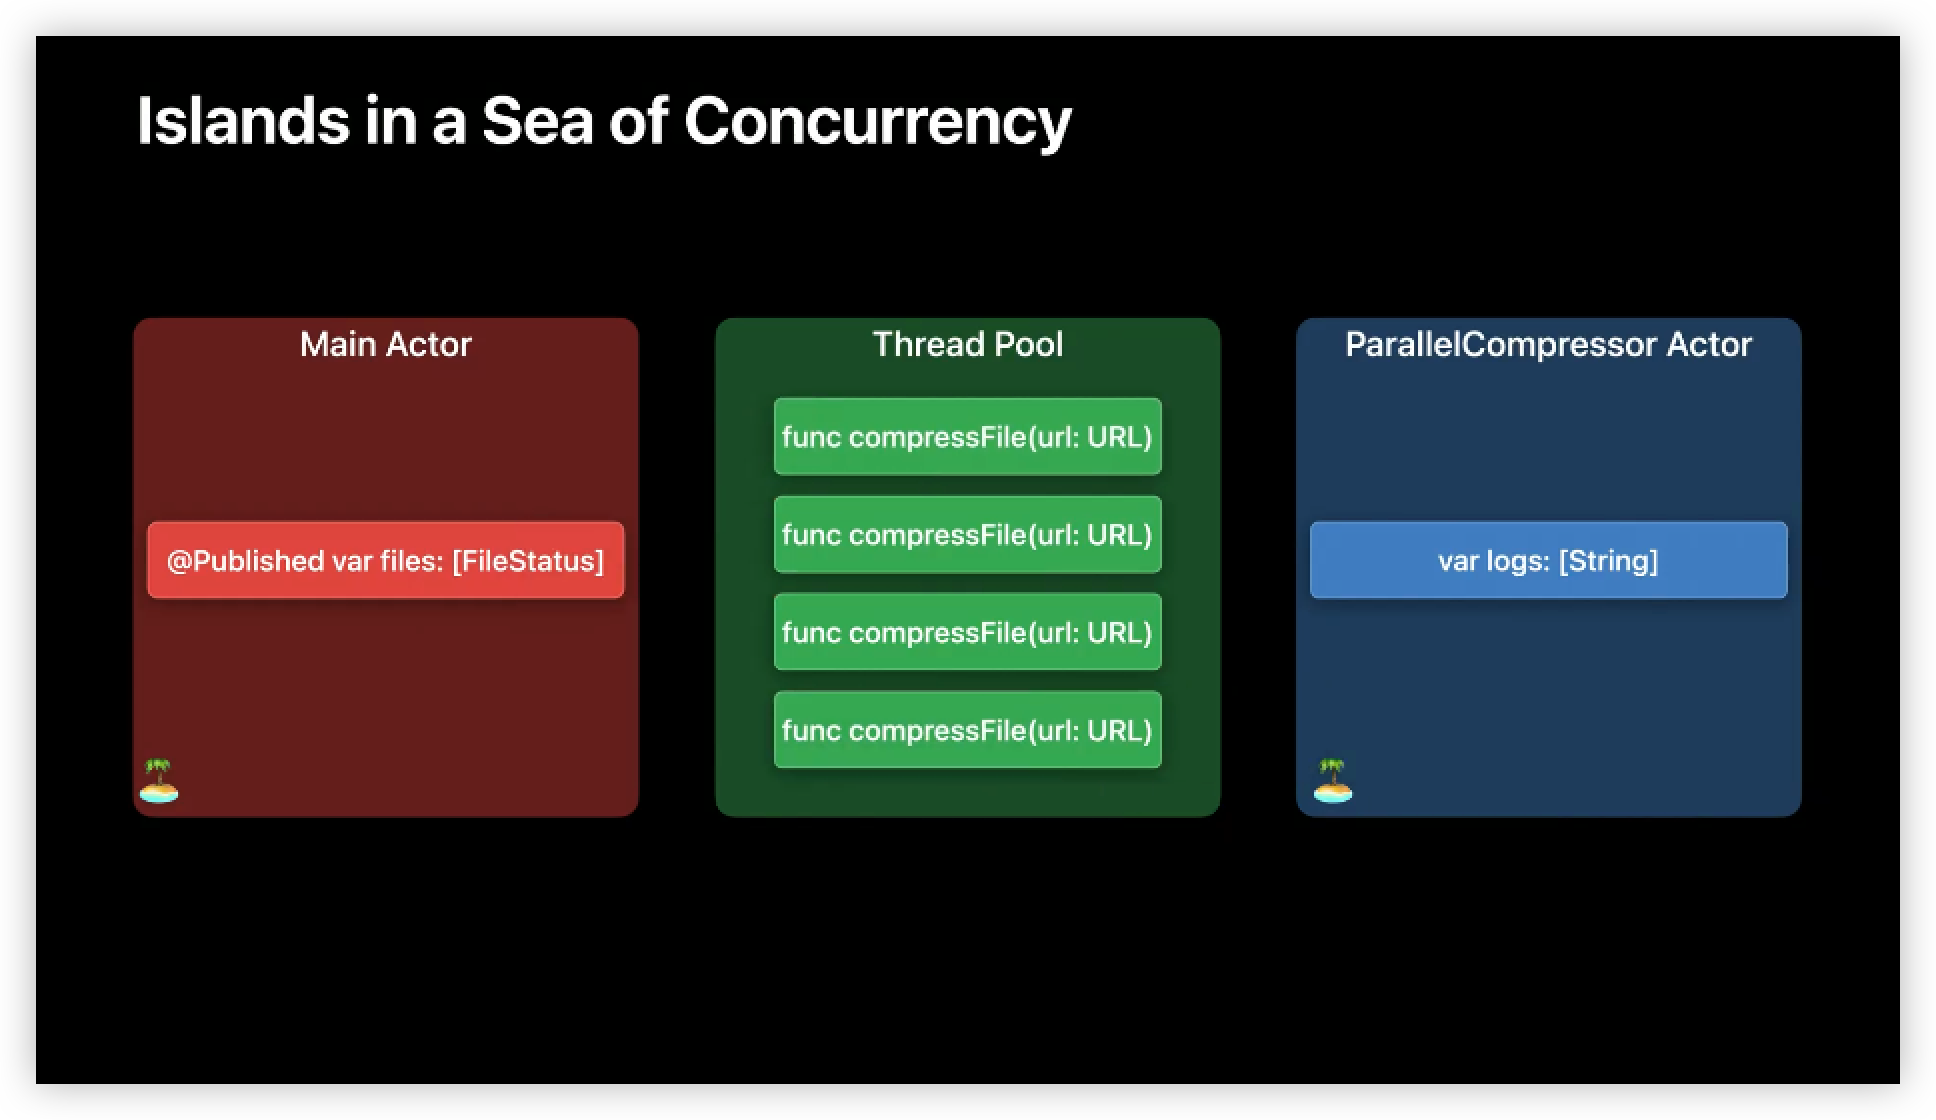 Islands in a Sea of Concurrency
Main Actor
@Published var files: [FileStatus]
Thread Pool
func compressFile(url: URL)
func compressFile(url: URL)
func compressFile(url: URL)
func compressFile(url: URL)
ParallelCompressor Actor
var logs: [String]